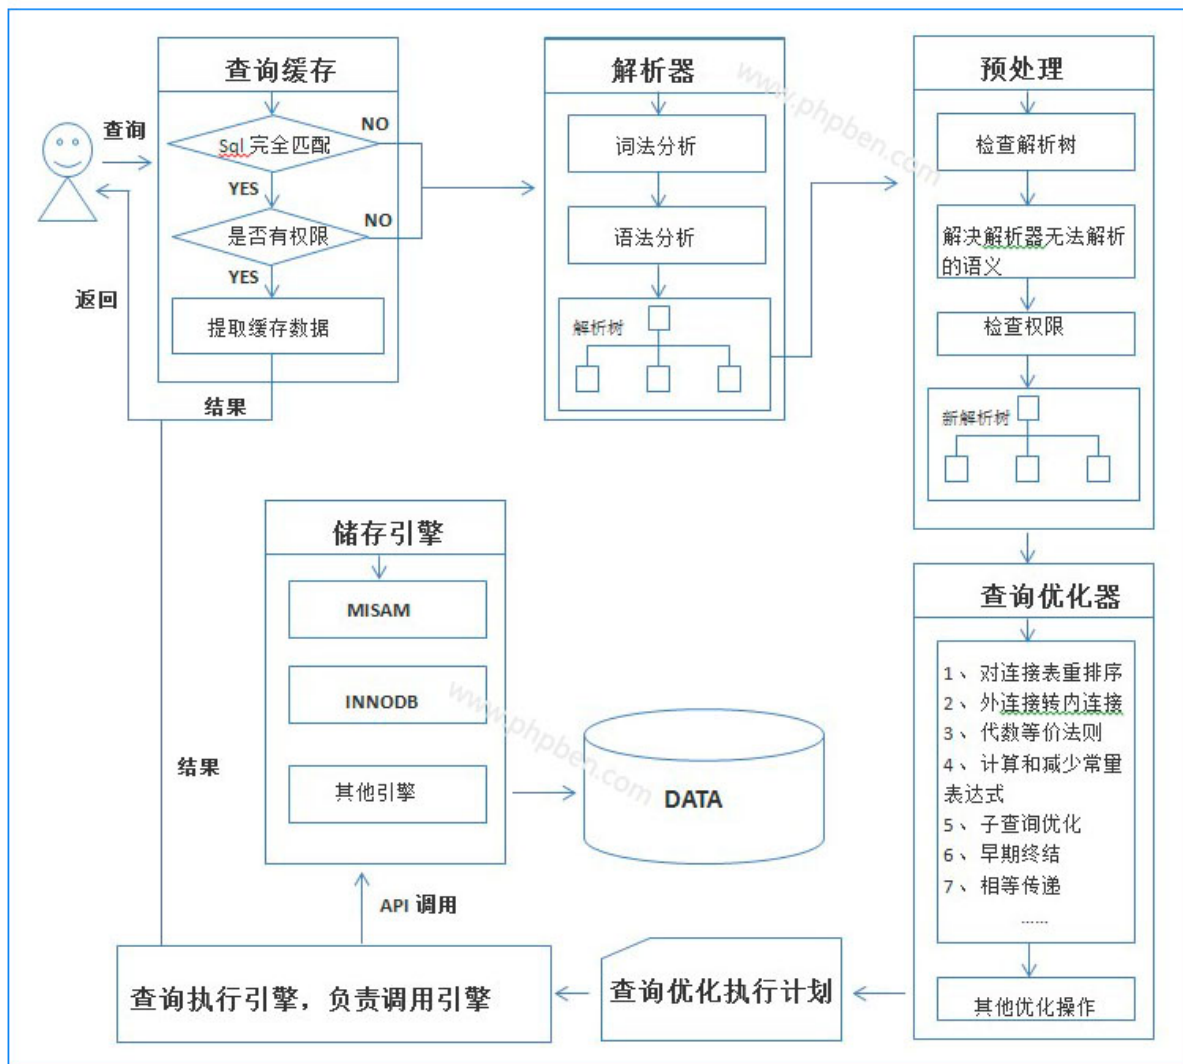 查询缓存
查询
Sql 完全匹配
NO
YES
是否有权限
NO
YES
提取缓存数据
返回
结果
解析器
词法分析
语法分析
解析树
www.phpben.com
预处理
检查解析树
解决解析器无法解析
的语义
检查权限
新解析树
查询优化器
1、 对连接表重排序
2、 外连接转内连接
3、 代数等价法则
4、 计算和减少常量
表达式
5、 子查询优化
6、 早期终结
7、 相等传递
……
其他优化操作
储存引擎
MISAM
INNODB
其他引擎
www.phpben.com
DATA
结果
API 调用
查询执行引擎，负责调用引擎
查询优化执行计划